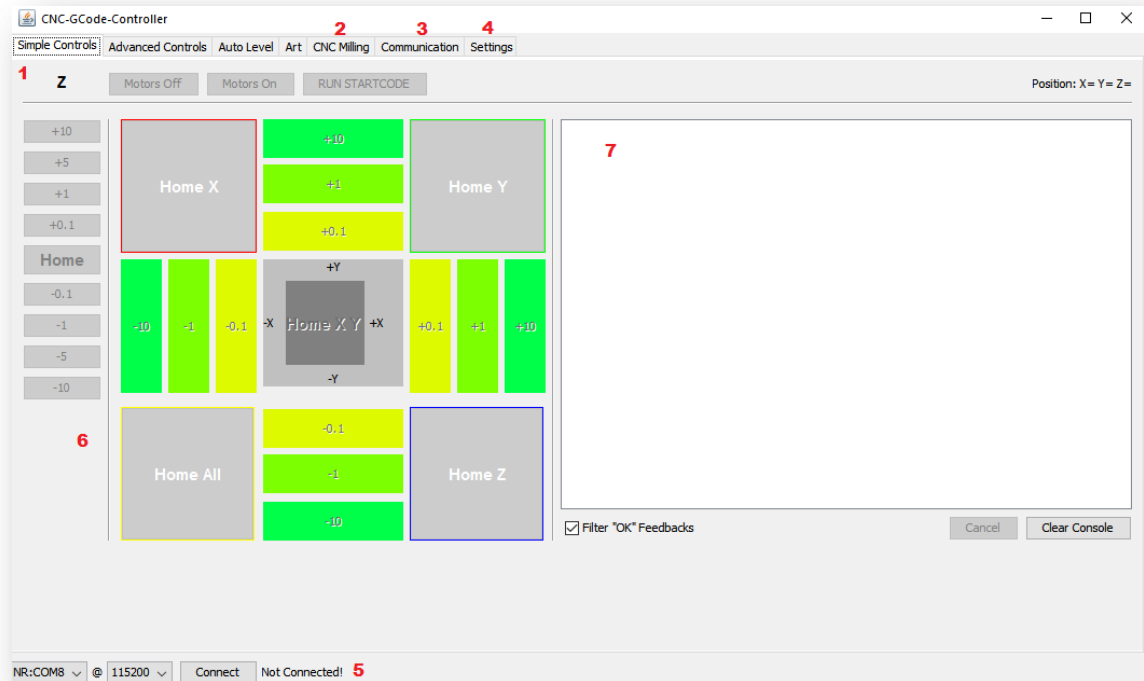 CNC-GCode-Controller
2 3 4
Simple Controls Advanced Controls Auto Level Art CNC Milling Communication Settings
1 Z Motors Off Motors On RUN STARTCODE Position: X= Y= Z=
+10
+5
+1
+0.1
Home
-0.1
-1
-5
-10
6
Home X
+10
+1
+0.1
Home Y
-10 -1 -0.1
+Y
-X Home X Y +X
-Y
+0.1 +1 +10
Home All
-0.1
-1
-10
Home Z
7
Filter "OK" Feedbacks Cancel Clear Console
NR:COM8 @ 115200 Connect Not Connected! 5